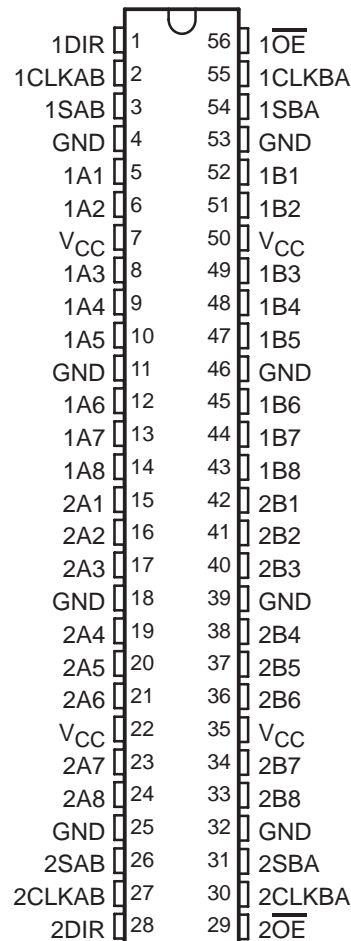 1DIR 1 56 1O̅E̅
1CLKAB 2 55 1CLKBA
1SAB 3 54 1SBA
GND 4 53 GND
1A1 5 52 1B1
1A2 6 51 1B2
VCC 7 50 VCC
1A3 8 49 1B3
1A4 9 48 1B4
1A5 10 47 1B5
GND 11 46 GND
1A6 12 45 1B6
1A7 13 44 1B7
1A8 14 43 1B8
2A1 15 42 2B1
2A2 16 41 2B2
2A3 17 40 2B3
GND 18 39 GND
2A4 19 38 2B4
2A5 20 37 2B5
2A6 21 36 2B6
VCC 22 35 VCC
2A7 23 34 2B7
2A8 24 33 2B8
GND 25 32 GND
2SAB 26 31 2SBA
2CLKAB 27 30 2CLKBA
2DIR 28 29 2O̅E̅